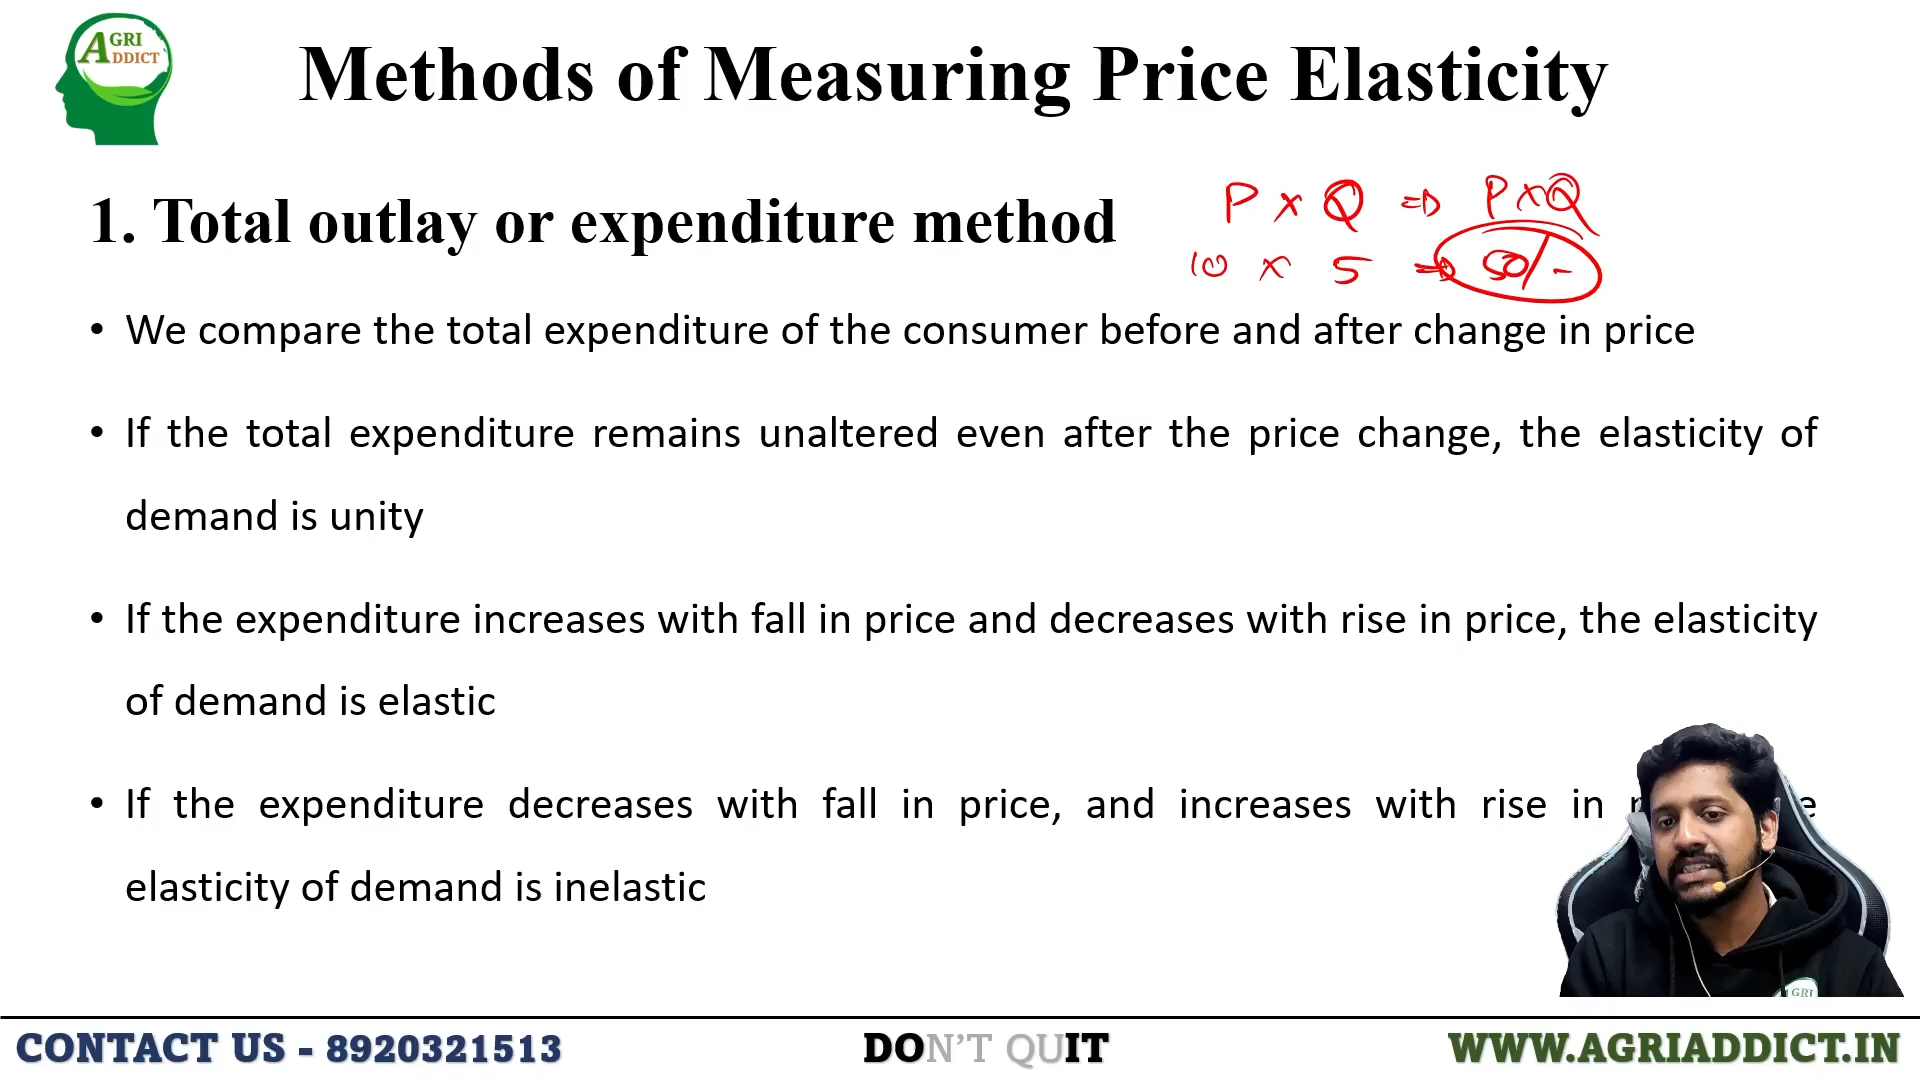 AGRI
ADDICT
Methods of Measuring Price Elasticity
1. Total outlay or expenditure method
P x Q ⇒ P x Q
10 x 5 ⇒ 50/-
• We compare the total expenditure of the consumer before and after change in price
• If the total expenditure remains unaltered even after the price change, the elasticity of
demand is unity
• If the expenditure increases with fall in price and decreases with rise in price, the elasticity
of demand is elastic
• If the expenditure decreases with fall in price, and increases with rise in
elasticity of demand is inelastic
GRI
CONTACT US - 8920321513
DON'T QUIT
WWW.AGRIADDICT.IN